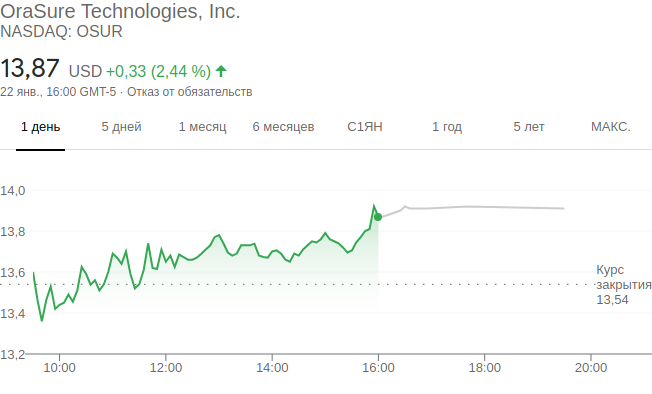 OraSure Technologies, Inc.
NASDAQ: OSUR
13,87 USD +0,33 (2,44 %)
22 янв., 16:00 GMT-5 · Отказ от обязательств
1 день 5 дней 1 месяц 6 месяцев С1ЯН 1 год 5 лет МАКС.
14,0
13,8
13,6
Курс
закрытия
13,54
13,4
13,2
10:00 12:00 14:00 16:00 18:00 20:00